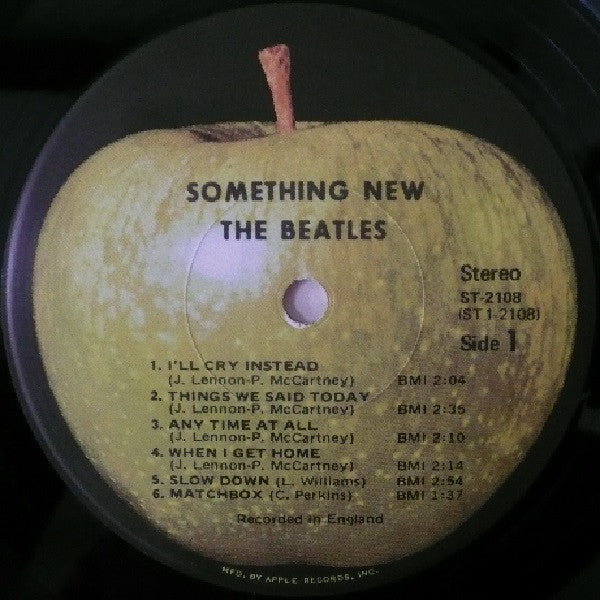 SOMETHING NEW
THE BEATLES
Stereo
ST-2108
(ST 1-2108)
Side 1
1. I'LL CRY INSTEAD
(J. Lennon-P. McCartney) BMI 2:04
2. THINGS WE SAID TODAY
(J. Lennon-P. McCartney) BMI 2:35
3. ANY TIME AT ALL
(J. Lennon-P. McCartney) BMI 2:10
4. WHEN I GET HOME
(J. Lennon-P. McCartney) BMI 2:14
5. SLOW DOWN (L. Williams) BMI 2:54
6. MATCHBOX (C. Perkins) BMI 1:37
Recorded in England
MFD. BY APPLE RECORDS, INC.